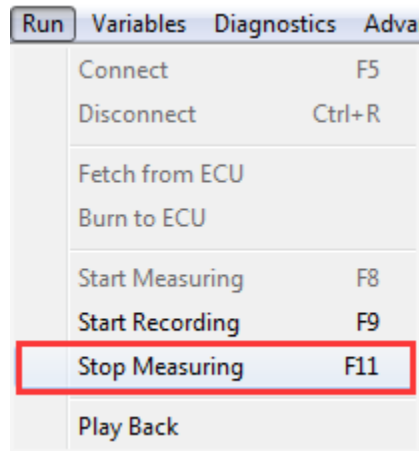 Run Variables Diagnostics Adva
Connect F5
Disconnect Ctrl+R
Fetch from ECU
Burn to ECU
Start Measuring F8
Start Recording F9
Stop Measuring F11
Play Back